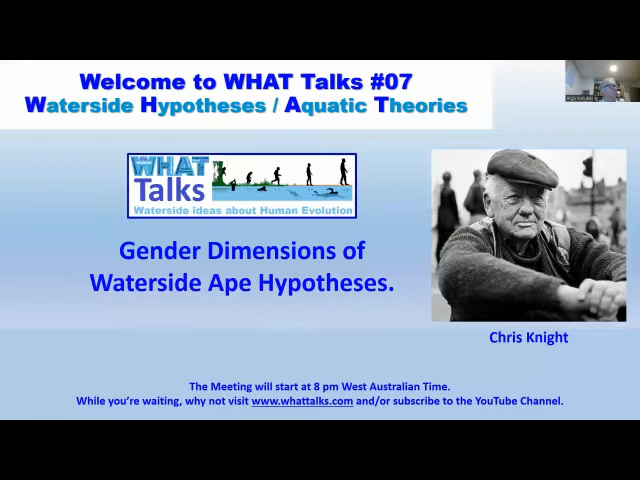 Welcome to WHAT Talks #07
Waterside Hypotheses / Aquatic Theories
WHAT
Talks
Waterside ideas about Human Evolution
Gender Dimensions of
Waterside Ape Hypotheses.
Chris Knight
The Meeting will start at 8 pm West Australian Time.
While you're waiting, why not visit www.whattalks.com and/or subscribe to the YouTube Channel.